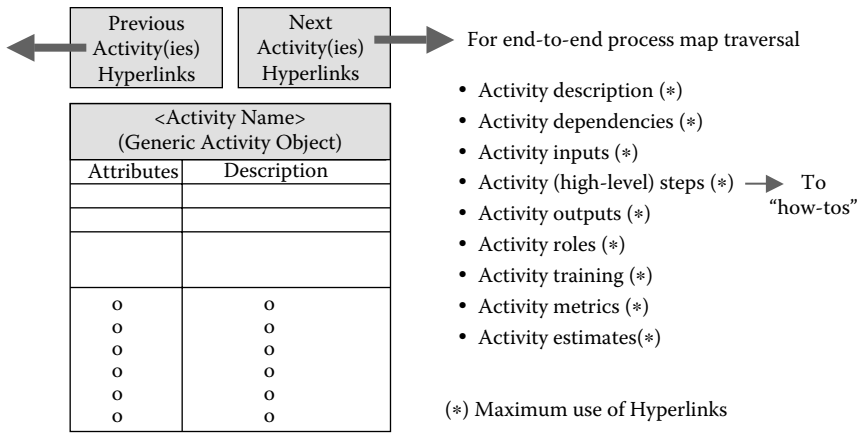 Previous
Activity(ies)
Hyperlinks
Next
Activity(ies)
Hyperlinks
For end-to-end process map traversal
<Activity Name>
(Generic Activity Object)
Attributes Description
o o
o o
o o
o o
o o
o o
• Activity description (*)
• Activity dependencies (*)
• Activity inputs (*)
• Activity (high-level) steps (*)
To
“how-tos”
• Activity outputs (*)
• Activity roles (*)
• Activity training (*)
• Activity metrics (*)
• Activity estimates(*)
(*) Maximum use of Hyperlinks